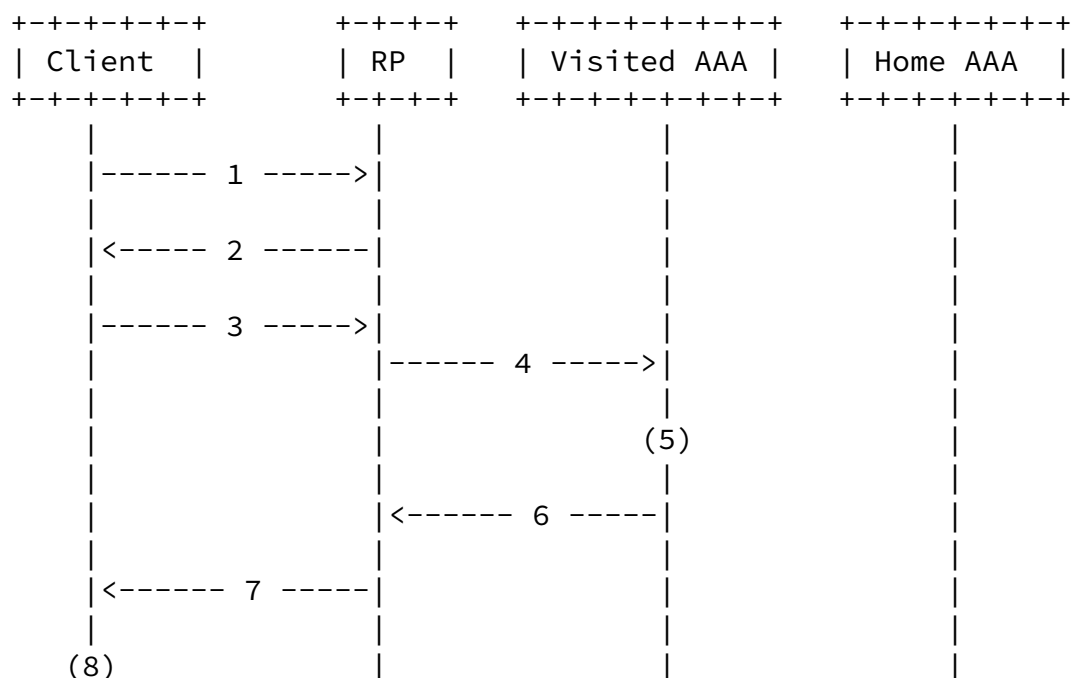 +-+-+-+-+-+ +-+-+-+ +-+-+-+-+-+-+-+ +-+-+-+-+-+-+
| Client | | RP | | Visited AAA | | Home AAA |
+-+-+-+-+-+ +-+-+-+ +-+-+-+-+-+-+-+ +-+-+-+-+-+-+
| | | |
|------ 1 ----->| | |
| | | |
|<----- 2 ------| | |
| | | |
|------ 3 ----->| | |
| |------ 4 ----->| |
| | | |
| | (5) |
| | | |
| |<------ 6 -----| |
| | | |
|<------ 7 -----| | |
| | | |
(8) | | |